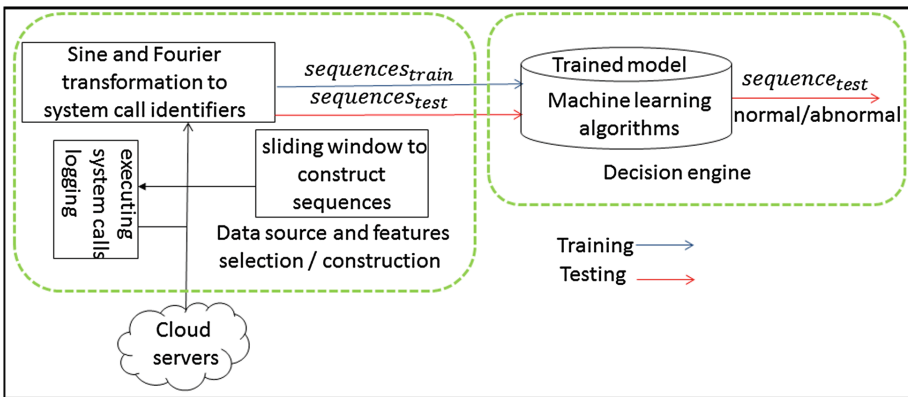 Sine and Fourier
transformation to
system call identifiers
sequences_train
sequences_test
sliding window to
construct sequences
executing
system calls
logging
Data source and features
selection / construction
Cloud
servers
Trained model
Machine learning
algorithms
sequence_test
normal/abnormal
Decision engine
Training
Testing